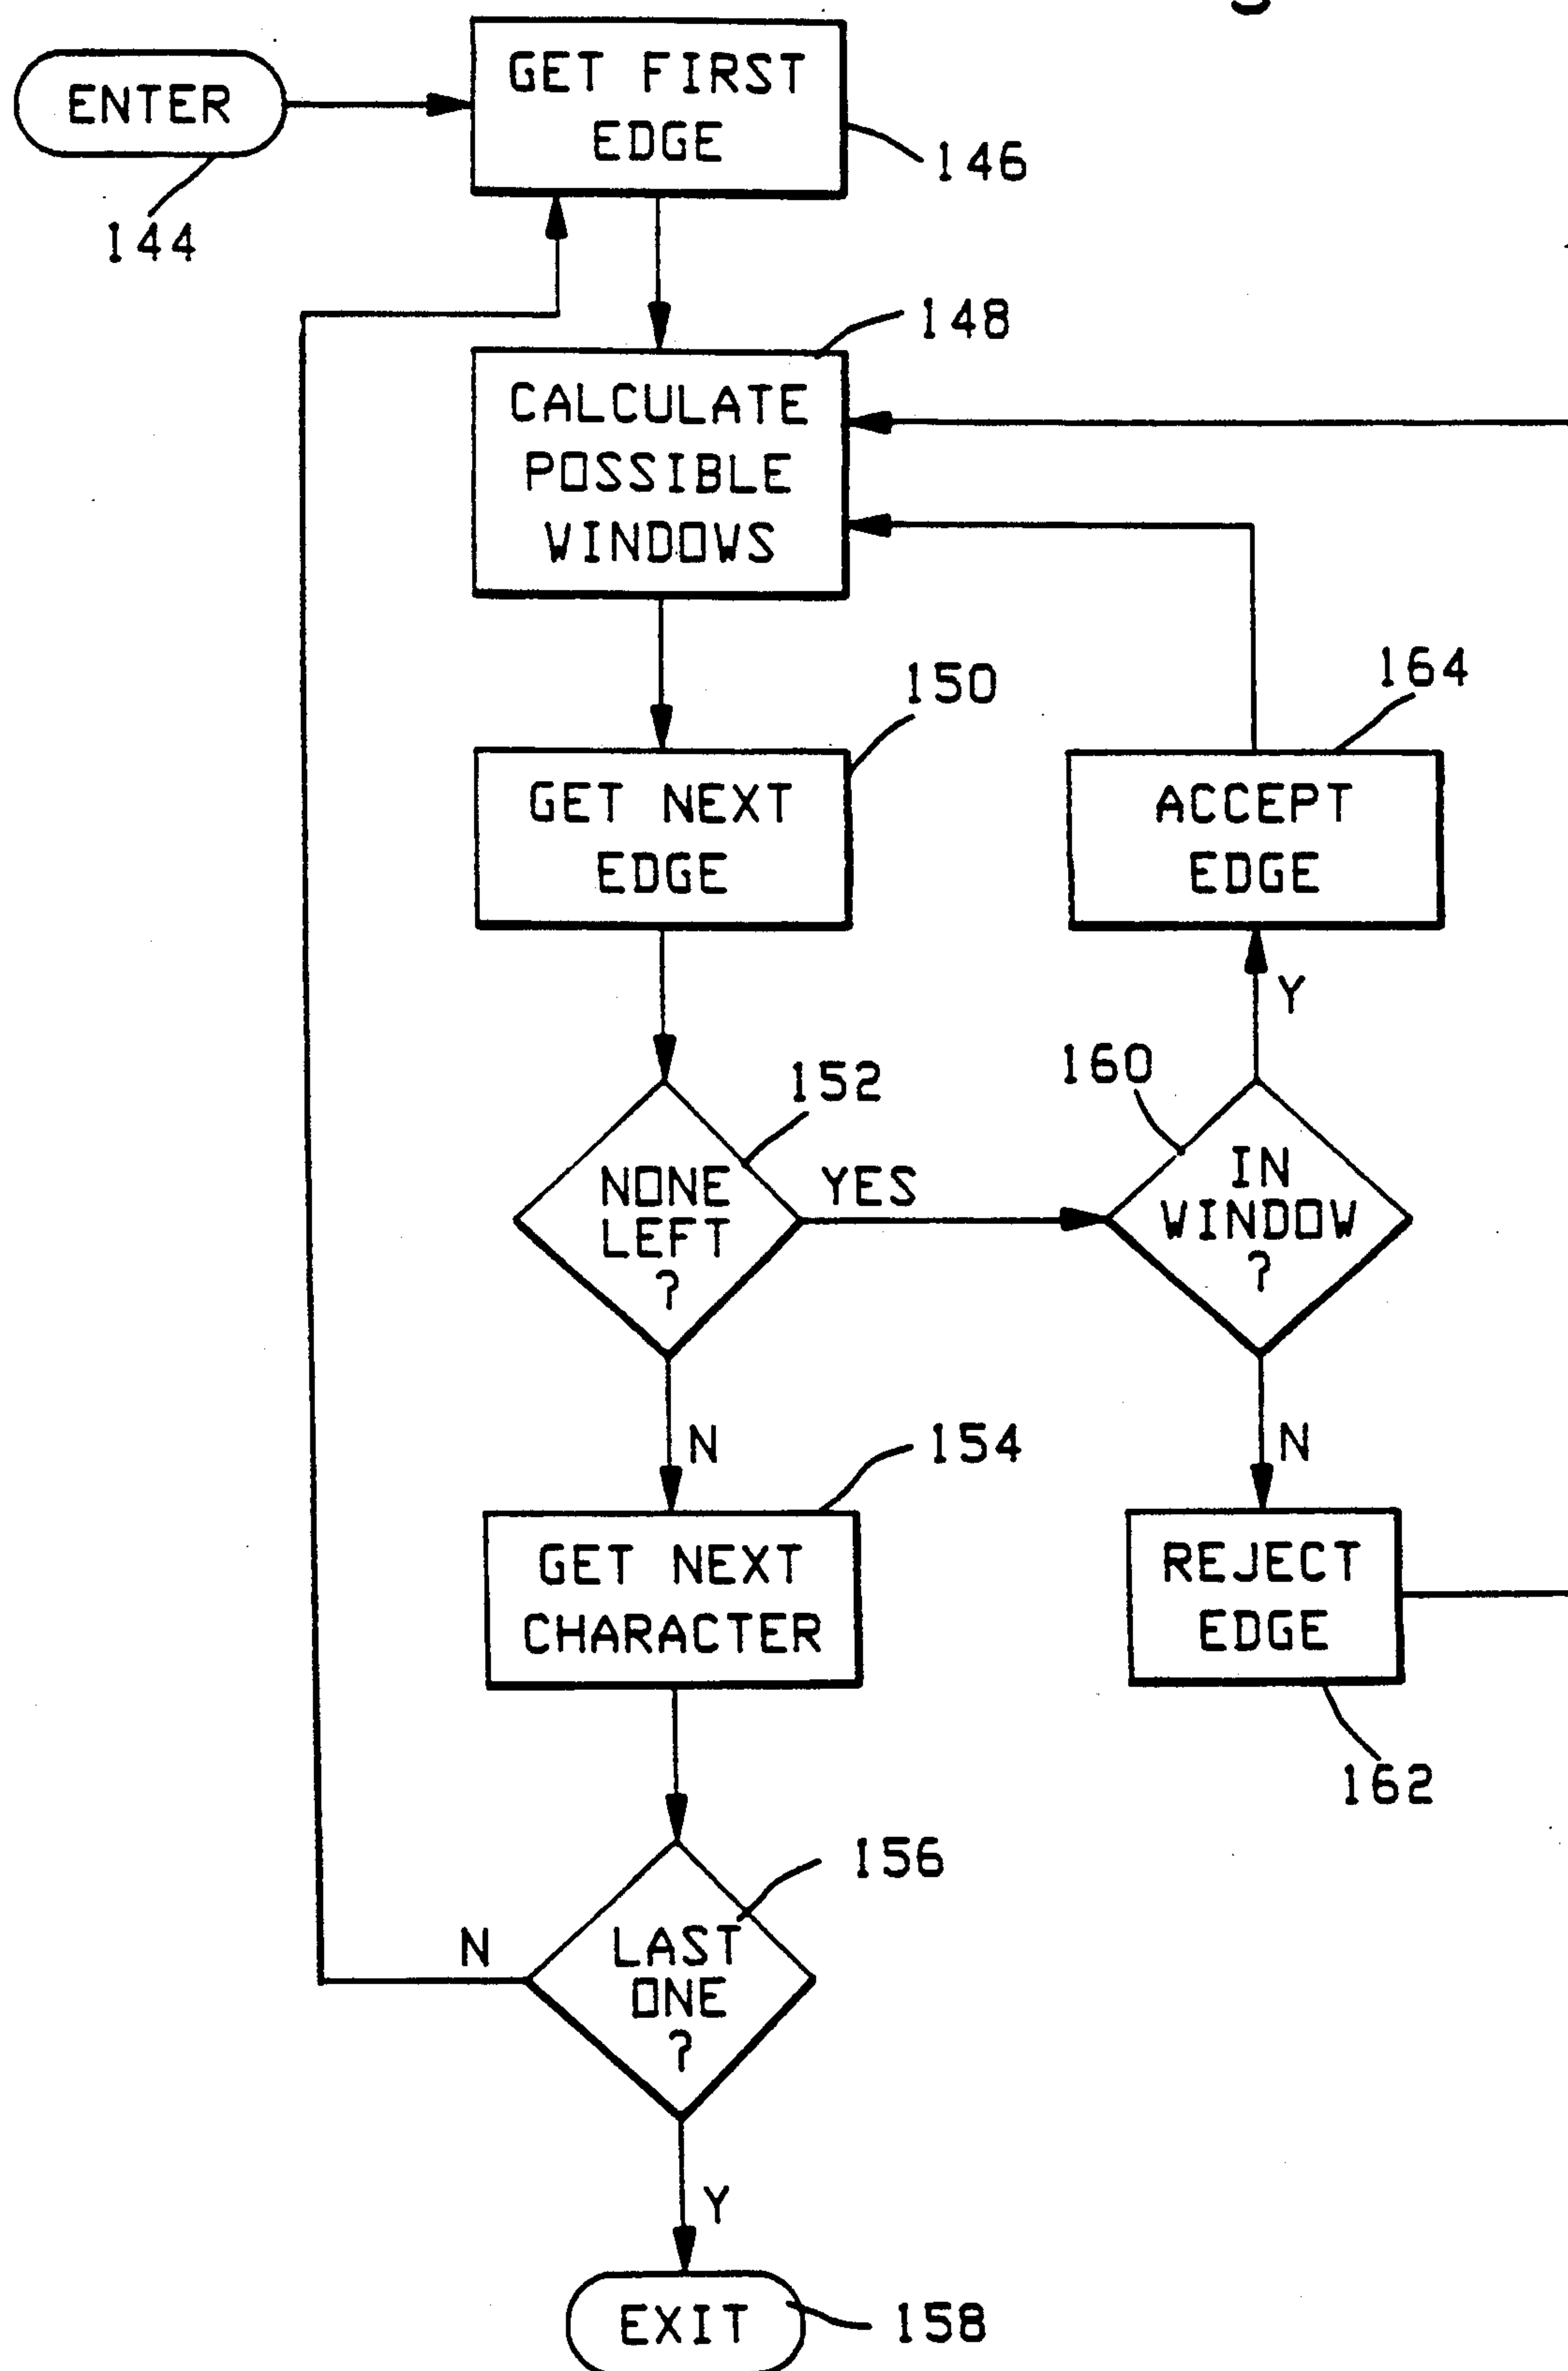 ENTER
144
GET FIRST
EDGE
146
148
CALCULATE
POSSIBLE
WINDOWS
150
GET NEXT
EDGE
164
ACCEPT
EDGE
Y
152
NONE
LEFT
?
YES
160
IN
WINDOW
?
N
154
GET NEXT
CHARACTER
N
REJECT
EDGE
162
156
LAST
ONE
?
N
Y
EXIT
158